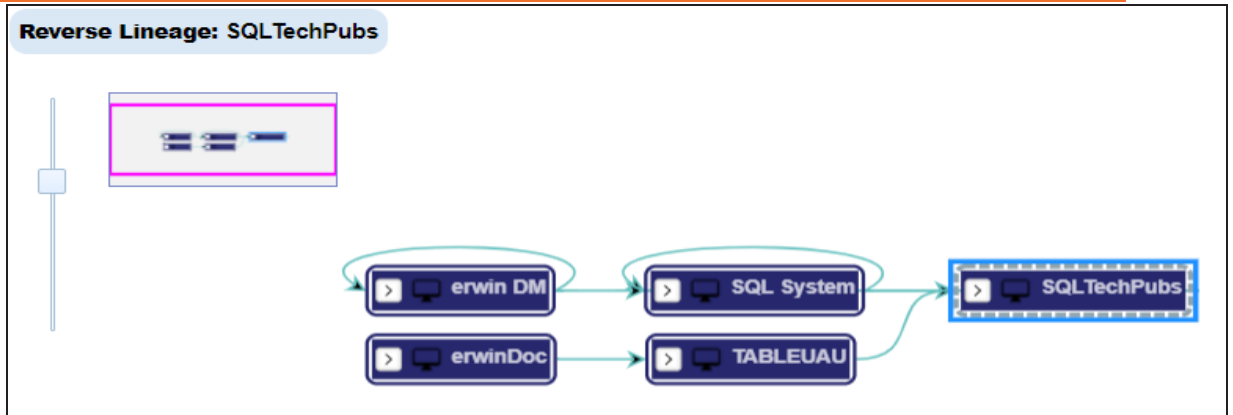 Reverse Lineage: SQLTechPubs
erwin DM
SQL System
SQLTechPubs
erwinDoc
TABLEUAU